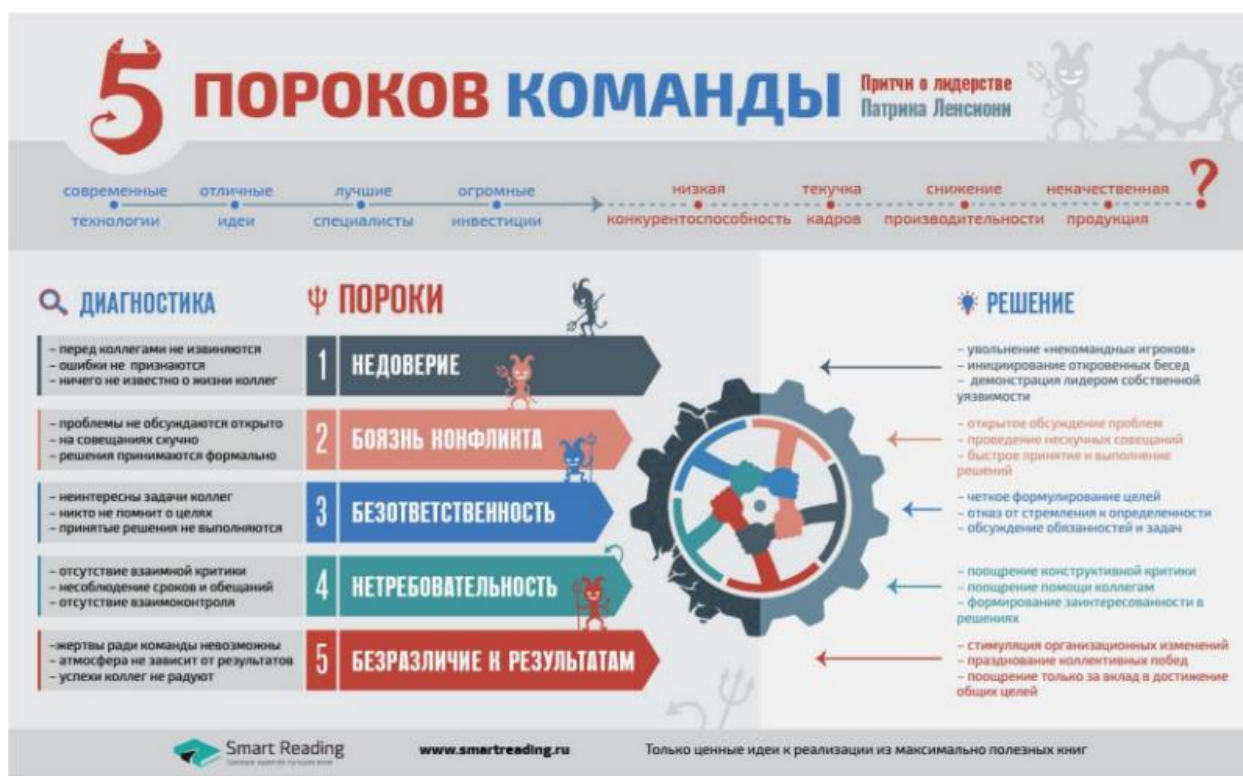 5 ПОРОКОВ КОМАНДЫ
Притчи о лидерстве
Патрика Ленсиони
современные технологии
отличные идеи
лучшие специалисты
огромные инвестиции
низкая конкурентоспособность
текучка кадров
снижение производительности
некачественная продукция
?
ДИАГНОСТИКА
ПОРОКИ
РЕШЕНИЕ
– перед коллегами не извиняются
– ошибки не признаются
– ничего не известно о жизни коллег
1 НЕДОВЕРИЕ
– увольнение «некомандных игроков»
– инициирование откровенных бесед
– демонстрация лидером собственной
уязвимости
– проблемы не обсуждаются открыто
– на совещаниях скучно
– решения принимаются формально
2 БОЯЗНЬ КОНФЛИКТА
– открытое обсуждение проблем
– проведение нескучных совещаний
– быстрое принятие и выполнение
решений
– неинтересны задачи коллег
– никто не помнит о целях
– принятые решения не выполняются
3 БЕЗОТВЕТСТВЕННОСТЬ
– четкое формулирование целей
– отказ от стремления к определенности
– обсуждение обязанностей и задач
– отсутствие взаимной критики
– несоблюдение сроков и обещаний
– отсутствие взаимоконтроля
4 НЕТРЕБОВАТЕЛЬНОСТЬ
– поощрение конструктивной критики
– поощрение помощи коллегам
– формирование заинтересованности в
решениях
–жертвы ради команды невозможны
– атмосфера не зависит от результатов
– успехи коллег не радуют
5 БЕЗРАЗЛИЧИЕ К РЕЗУЛЬТАТАМ
– стимуляция организационных изменений
– празднование коллективных побед
– поощрение только за вклад в достижение
общих целей
Smart Reading
www.smartreading.ru
Только ценные идеи к реализации из максимально полезных книг